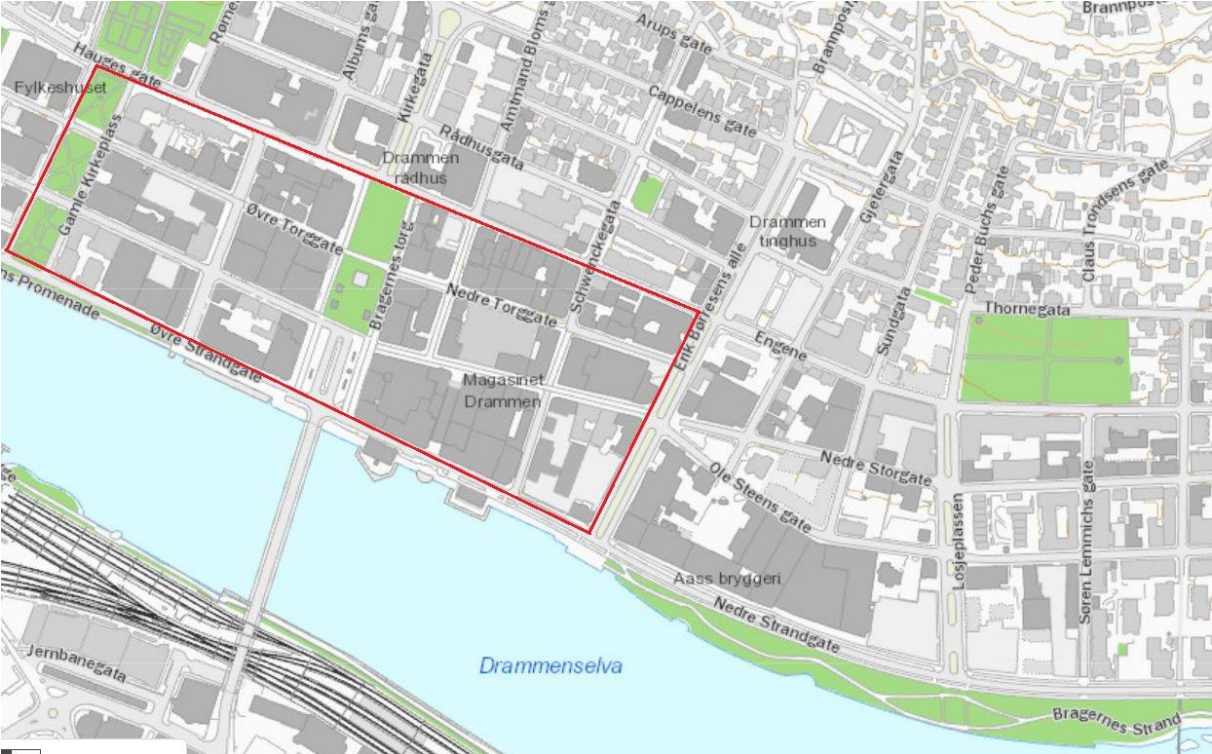 Hauges gate
Fylkeshuset
Gamle Kirkeplass
Albums gate
Kirkegata
Amtmand Bloms g
Arups gate
Cappelens gate
Rådhusgata
Drammen
rådhus
Øvre Torggate
Bragernes torg
Nedre Torggate
Schwenckegata
Magasinet
Drammen
ns Promenade
Øvre Strandgate
Erik Børresens alle
Drammen
tinghus
Gjetergata
Peder Buchs gate
Claus Trondsens gate
Thornegata
Sundgata
Engene
Nedre Storgate
Ole Steens gate
Losjeplassen
Søren Lemmichs gate
Aass bryggeri
Nedre Strandgate
Drammenselva
Jernbanegata
Bragernes Strand